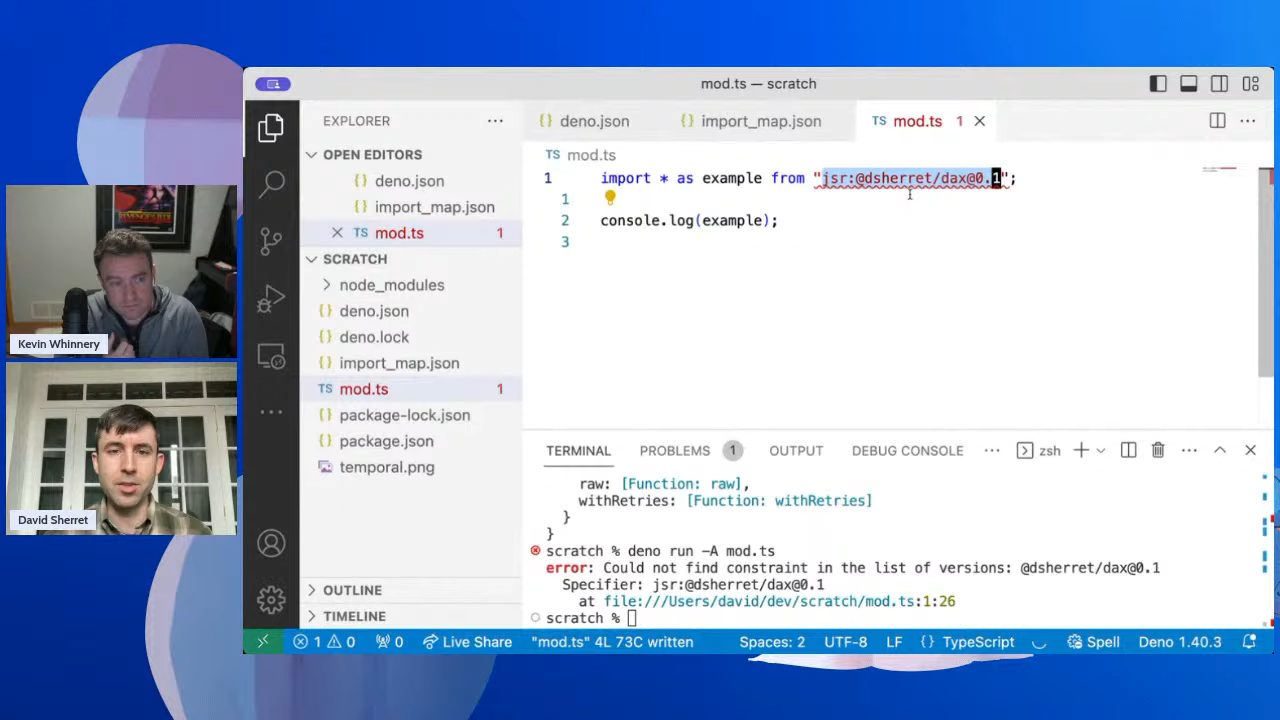 mod.ts — scratch
EXPLORER
OPEN EDITORS
{} deno.json
{} import_map.json
TS mod.ts 1
SCRATCH
node_modules
{} deno.json
{} deno.lock
{} import_map.json
TS mod.ts 1
{} package-lock.json
{} package.json
temporal.png
OUTLINE
TIMELINE
{} deno.json
{} import_map.json
TS mod.ts 1
TS mod.ts
1 import * as example from "jsr:@dsherret/dax@0.1";
1
2 console.log(example);
3
TERMINAL
PROBLEMS 1
OUTPUT
DEBUG CONSOLE
zsh
raw: [Function: raw],
withRetries: [Function: withRetries]
}
}
scratch % deno run -A mod.ts
error: Could not find constraint in the list of versions: @dsherret/dax@0.1
Specifier: jsr:@dsherret/dax@0.1
at file:///Users/david/dev/scratch/mod.ts:1:26
scratch %
1 0 0 Live Share "mod.ts" 4L 73C written Spaces: 2 UTF-8 LF {} TypeScript Spell Deno 1.40.3
Kevin Whinnery
David Sherret